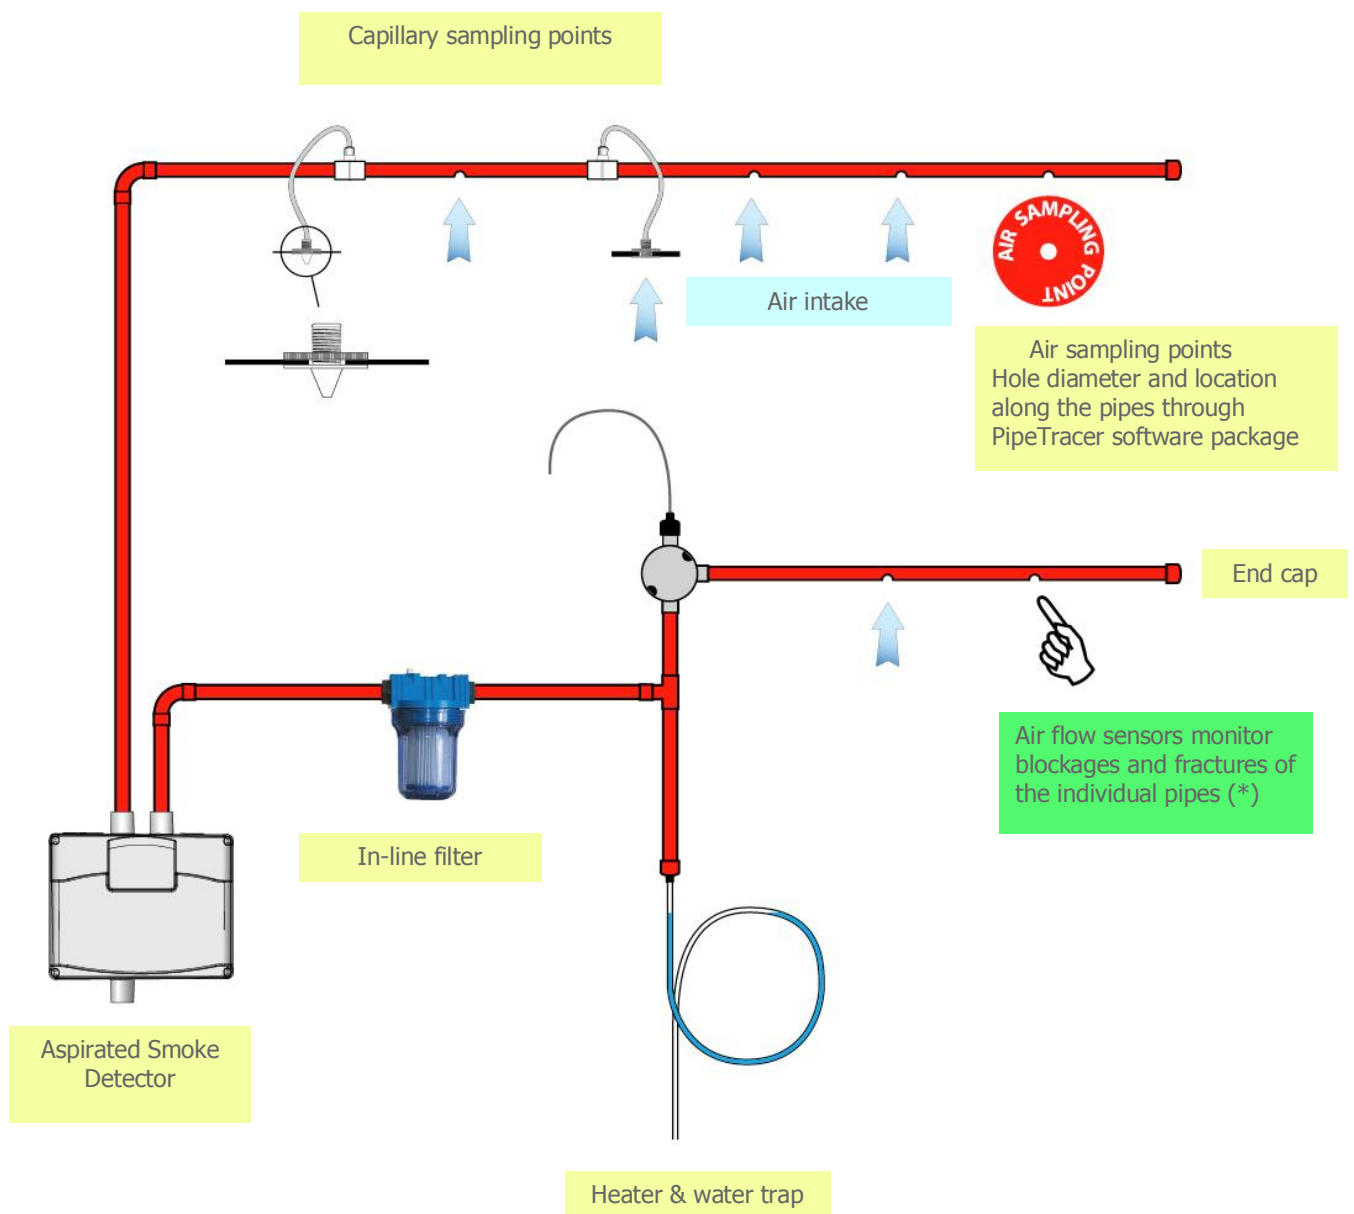 Capillary sampling points
AIR SAMPLING POINT
Air intake
Air sampling points
Hole diameter and location
along the pipes through
PipeTracer software package
End cap
Air flow sensors monitor
blockages and fractures of
the individual pipes (*)
In-line filter
Aspirated Smoke
Detector
Heater & water trap